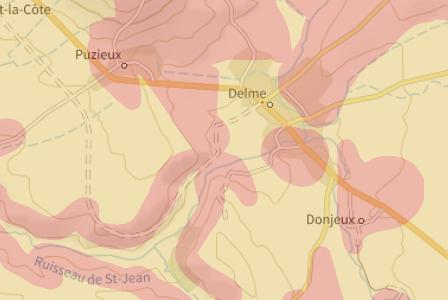 t-la-Côte
Puzieux
Delme
Donjeux
Ruisseau de St-Jean